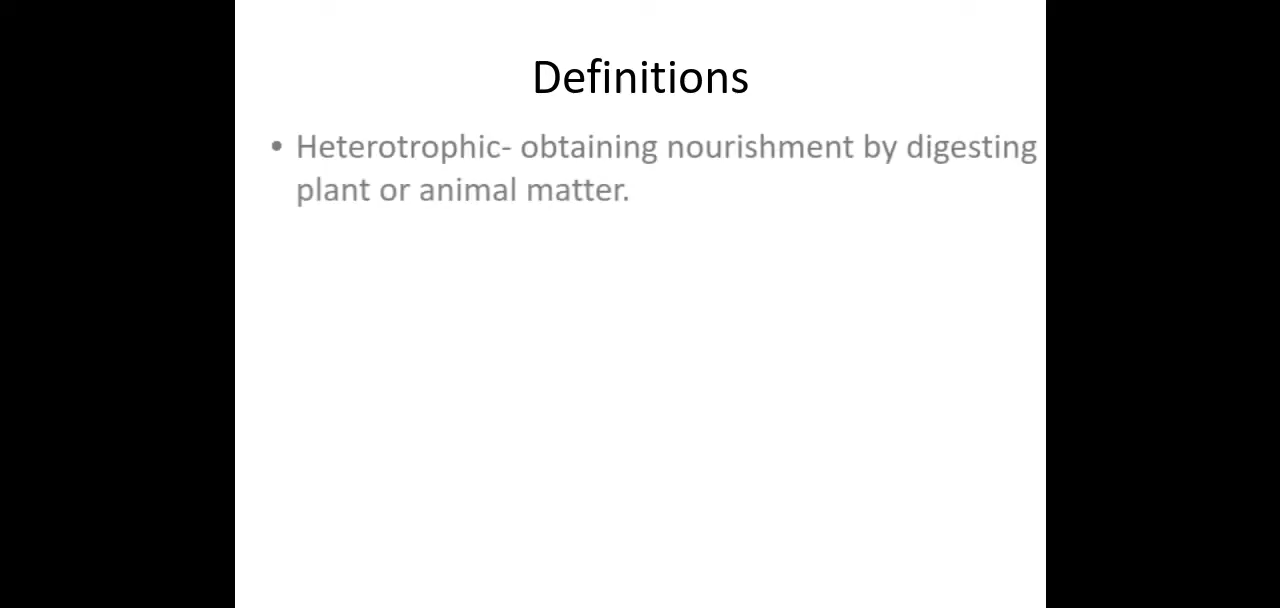 Definitions
• Heterotrophic- obtaining nourishment by digesting
plant or animal matter.